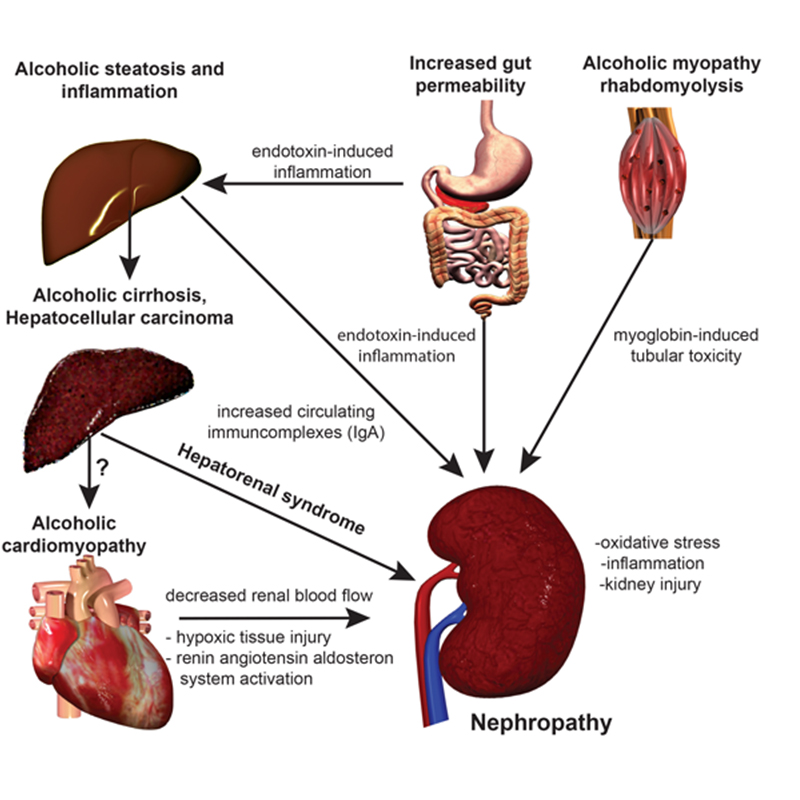 Alcoholic steatosis and
inflammation
Increased gut
permeability
Alcoholic myopathy
rhabdomyolysis
endotoxin-induced
inflammation
Alcoholic cirrhosis,
Hepatocellular carcinoma
endotoxin-induced
inflammation
myoglobin-induced
tubular toxicity
increased circulating
immuncomplexes (IgA)
?
Hepatorenal syndrome
Alcoholic
cardiomyopathy
-oxidative stress
-inflammation
-kidney injury
decreased renal blood flow
- hypoxic tissue injury
- renin angiotensin aldosteron
system activation
Nephropathy